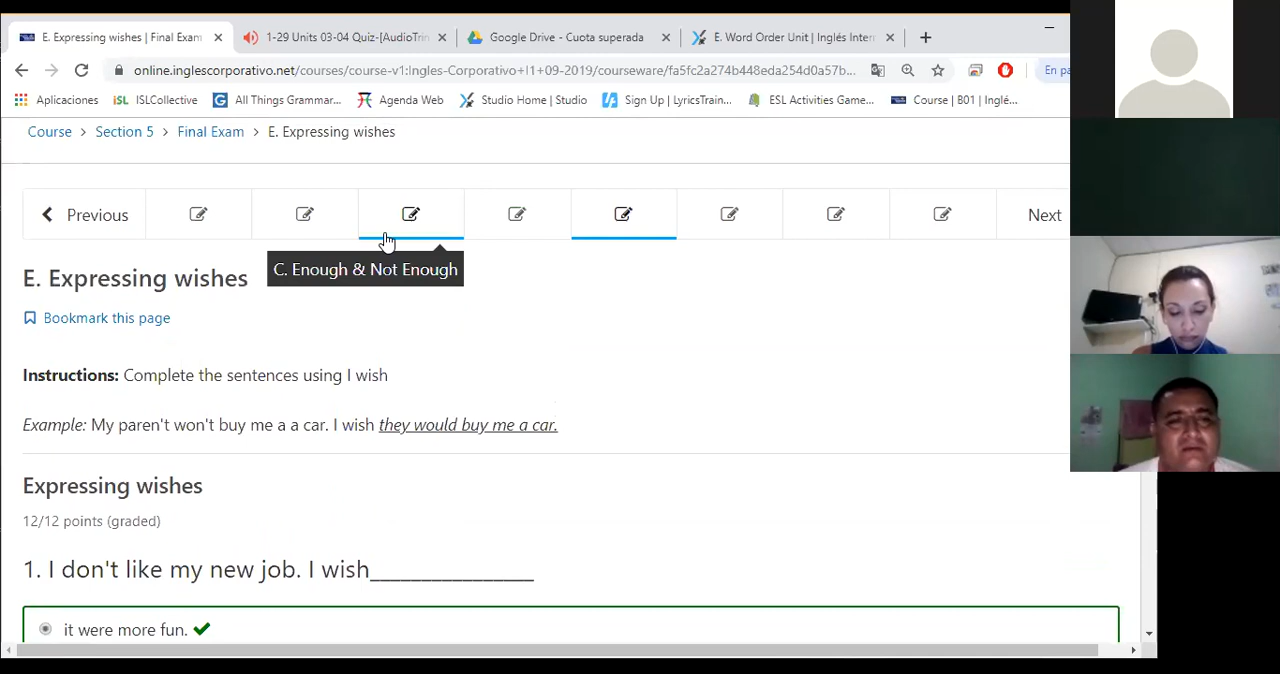 E. Expressing wishes | Final Exam
1-29 Units 03-04 Quiz-[AudioTrin
Google Drive - Cuota superada
E. Word Order Unit | Inglés Inter
online.inglescorporativo.net/courses/course-v1:Ingles-Corporativo+I1+09-2019/courseware/fa5fc2a274b448eda254d0a57b...
En pa
Aplicaciones
iSL ISLCollective
G All Things Grammar...
Agenda Web
Studio Home | Studio
Sign Up | LyricsTrain...
ESL Activities Game...
Course | B01 | Inglé...
Course > Section 5 > Final Exam > E. Expressing wishes
Previous
Next
C. Enough & Not Enough
E. Expressing wishes
Bookmark this page
Instructions: Complete the sentences using I wish
Example: My paren't won't buy me a a car. I wish they would buy me a car.
Expressing wishes
12/12 points (graded)
1. I don't like my new job. I wish________________
it were more fun.